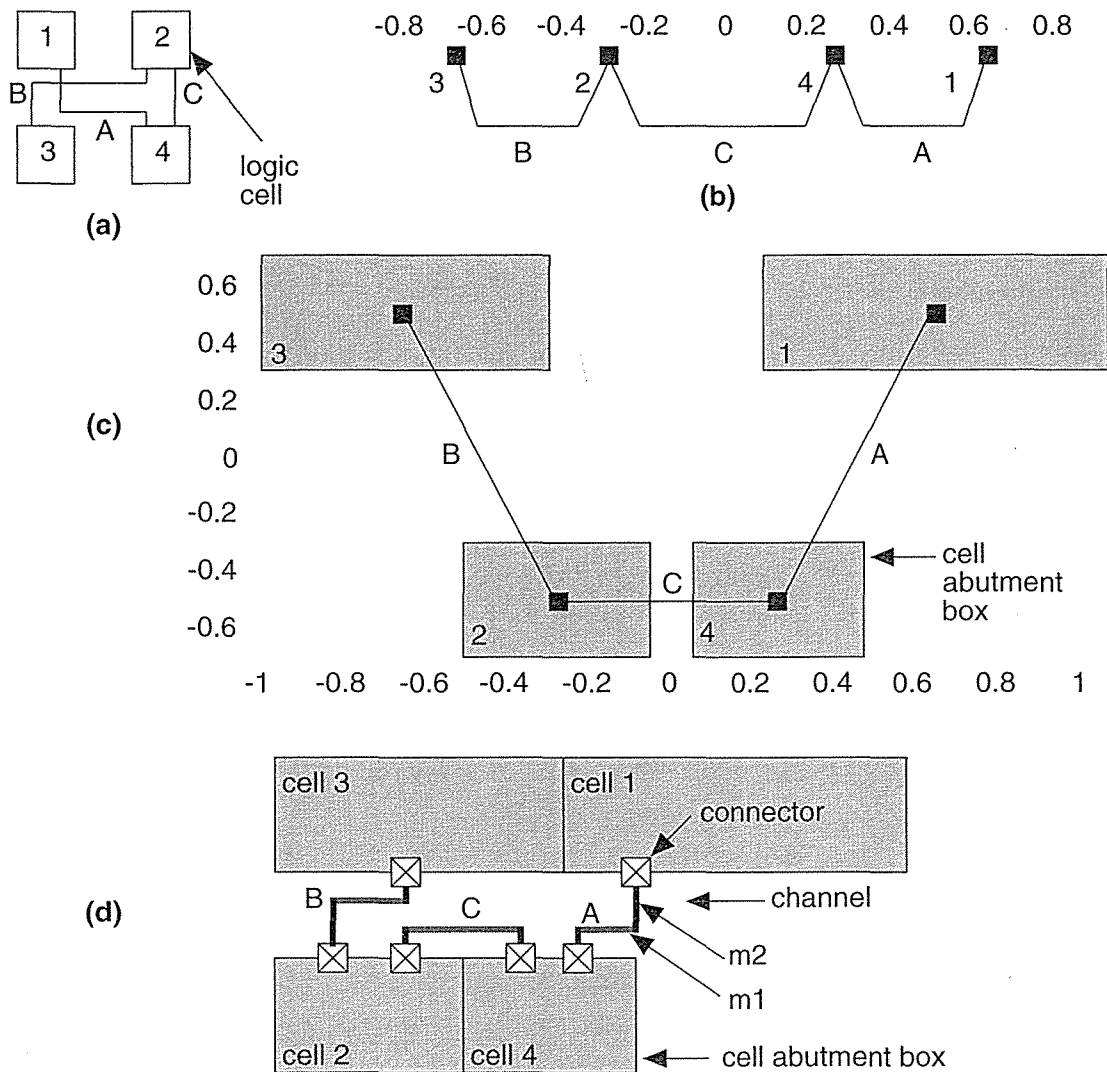 1 2
B C
A
3 4
logic
cell
(a)
-0.8 -0.6 -0.4 -0.2 0 0.2 0.4 0.6 0.8
3 2 4 1
B C A
(b)
0.6
0.4
0.2
0
-0.2
-0.4
-0.6
3 1
(c)
B A
C
2 4
cell
abutment
box
-1 -0.8 -0.6 -0.4 -0.2 0 0.2 0.4 0.6 0.8 1
cell 3 cell 1
connector
B C A channel
(d)
m2
m1
cell 2 cell 4 cell abutment box